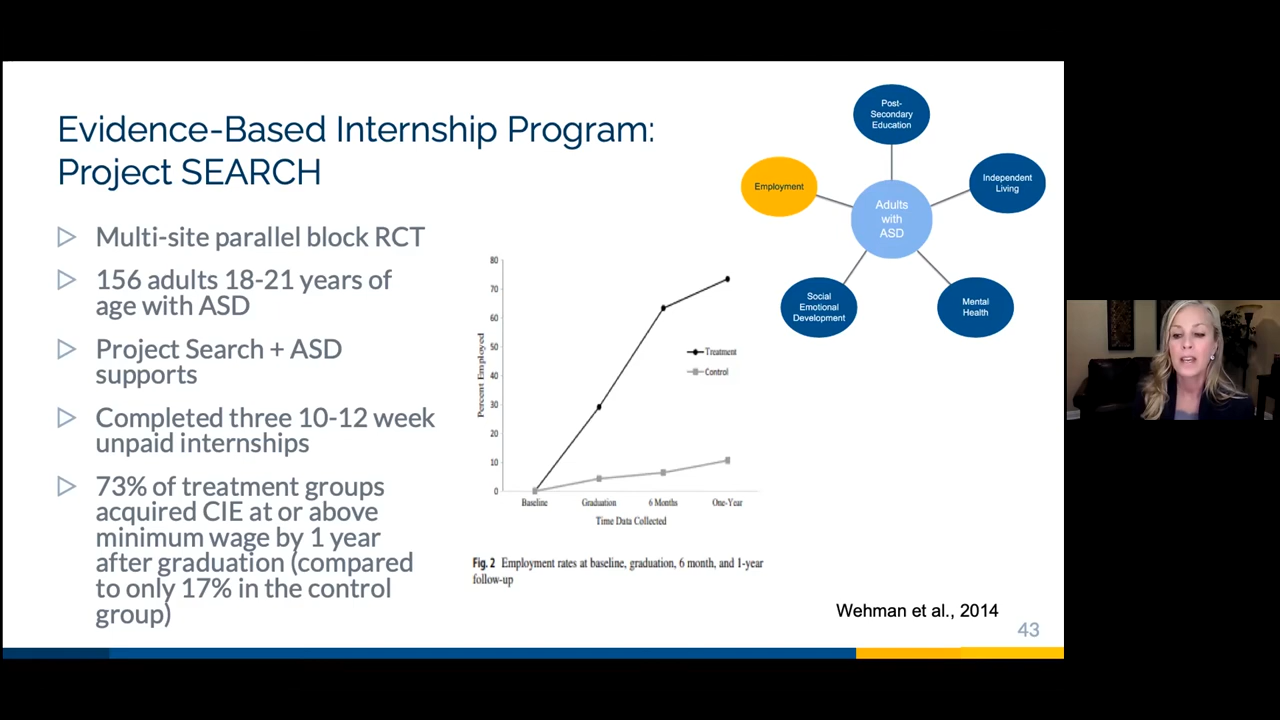 Evidence-Based Internship Program:
Project SEARCH
Multi-site parallel block RCT
156 adults 18-21 years of
age with ASD
Project Search + ASD
supports
Completed three 10-12 week
unpaid internships
73% of treatment groups
acquired CIE at or above
minimum wage by 1 year
after graduation (compared
to only 17% in the control
group)
Post-
Secondary
Education
Employment
Independent
Living
Adults
with
ASD
Social
Emotional
Development
Mental
Health
80
70
60
50
40
30
20
10
0
Percent Employed
Treatment
Control
Baseline
Graduation
6 Months
One-Year
Time Data Collected
Fig. 2 Employment rates at baseline, graduation, 6 month, and 1-year
follow-up
Wehman et al., 2014
43